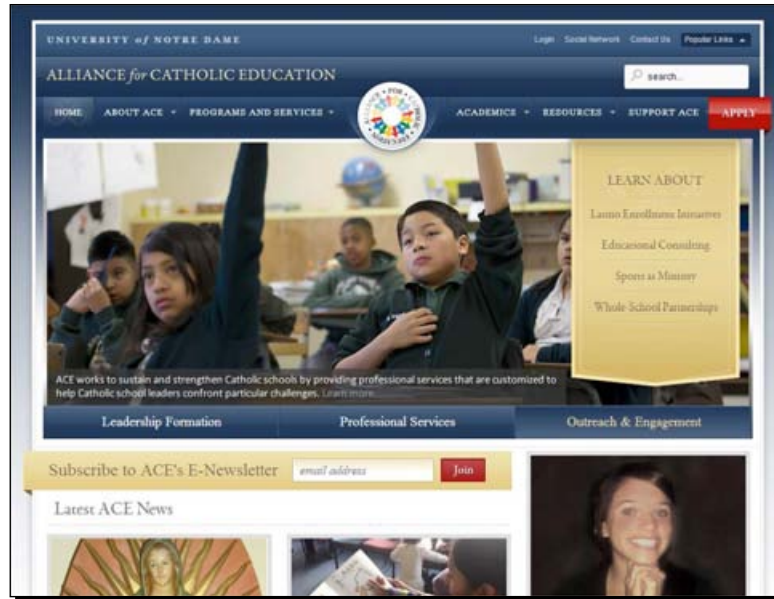 UNIVERSITY of NOTRE DAME
Login Social Network Contact Us Popular Links
ALLIANCE for CATHOLIC EDUCATION
search...
HOME ABOUT ACE PROGRAMS AND SERVICES ACADEMICS RESOURCES SUPPORT ACE APPLY
ALLIANCE • FOR • CATHOLIC • EDUCATION •
LEARN ABOUT
Latino Enrollment Initiatives
Educational Consulting
Sports as Ministry
Whole-School Partnerships
ACE works to sustain and strengthen Catholic schools by providing professional services that are customized to
help Catholic school leaders confront particular challenges. Learn more...
Leadership Formation Professional Services Outreach & Engagement
Subscribe to ACE's E-Newsletter email address Join
Latest ACE News